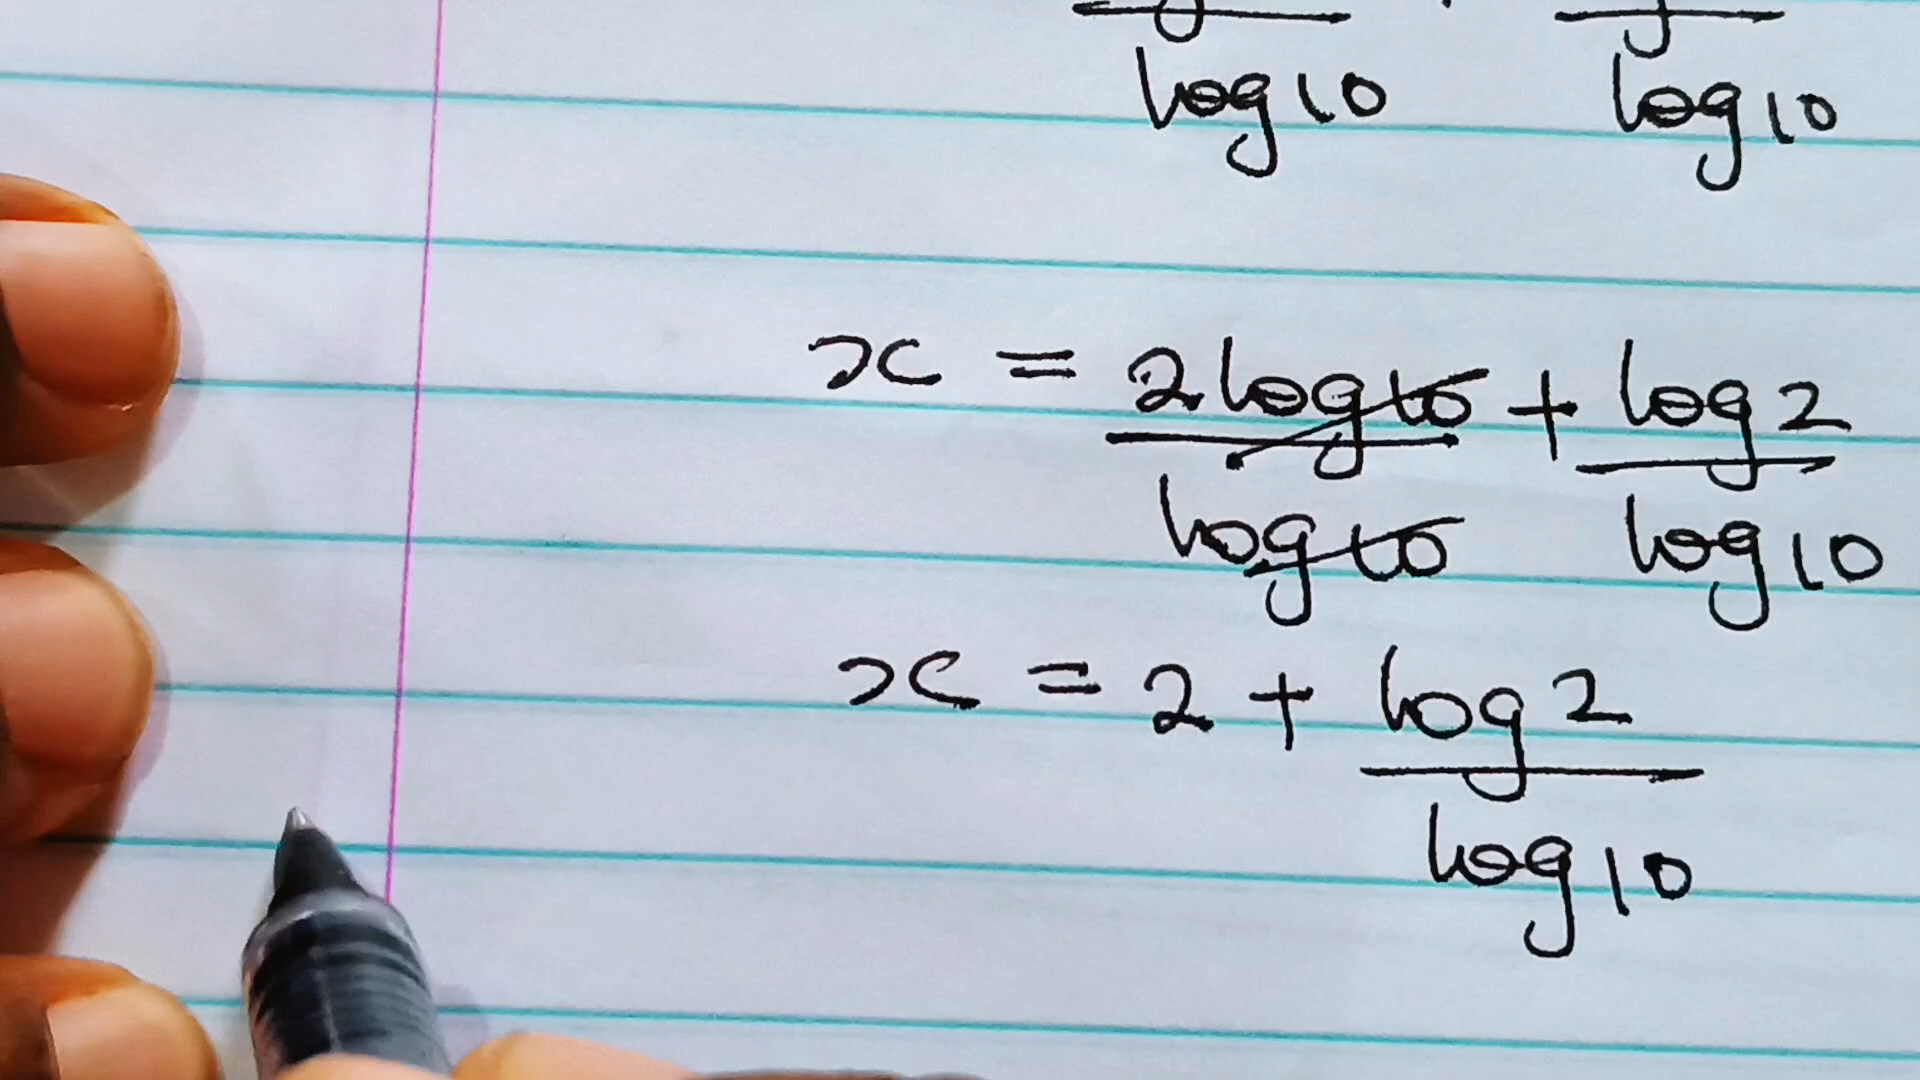 log10 log10
x = 2log10 + log2
log10 log10
x = 2 + log2
log10